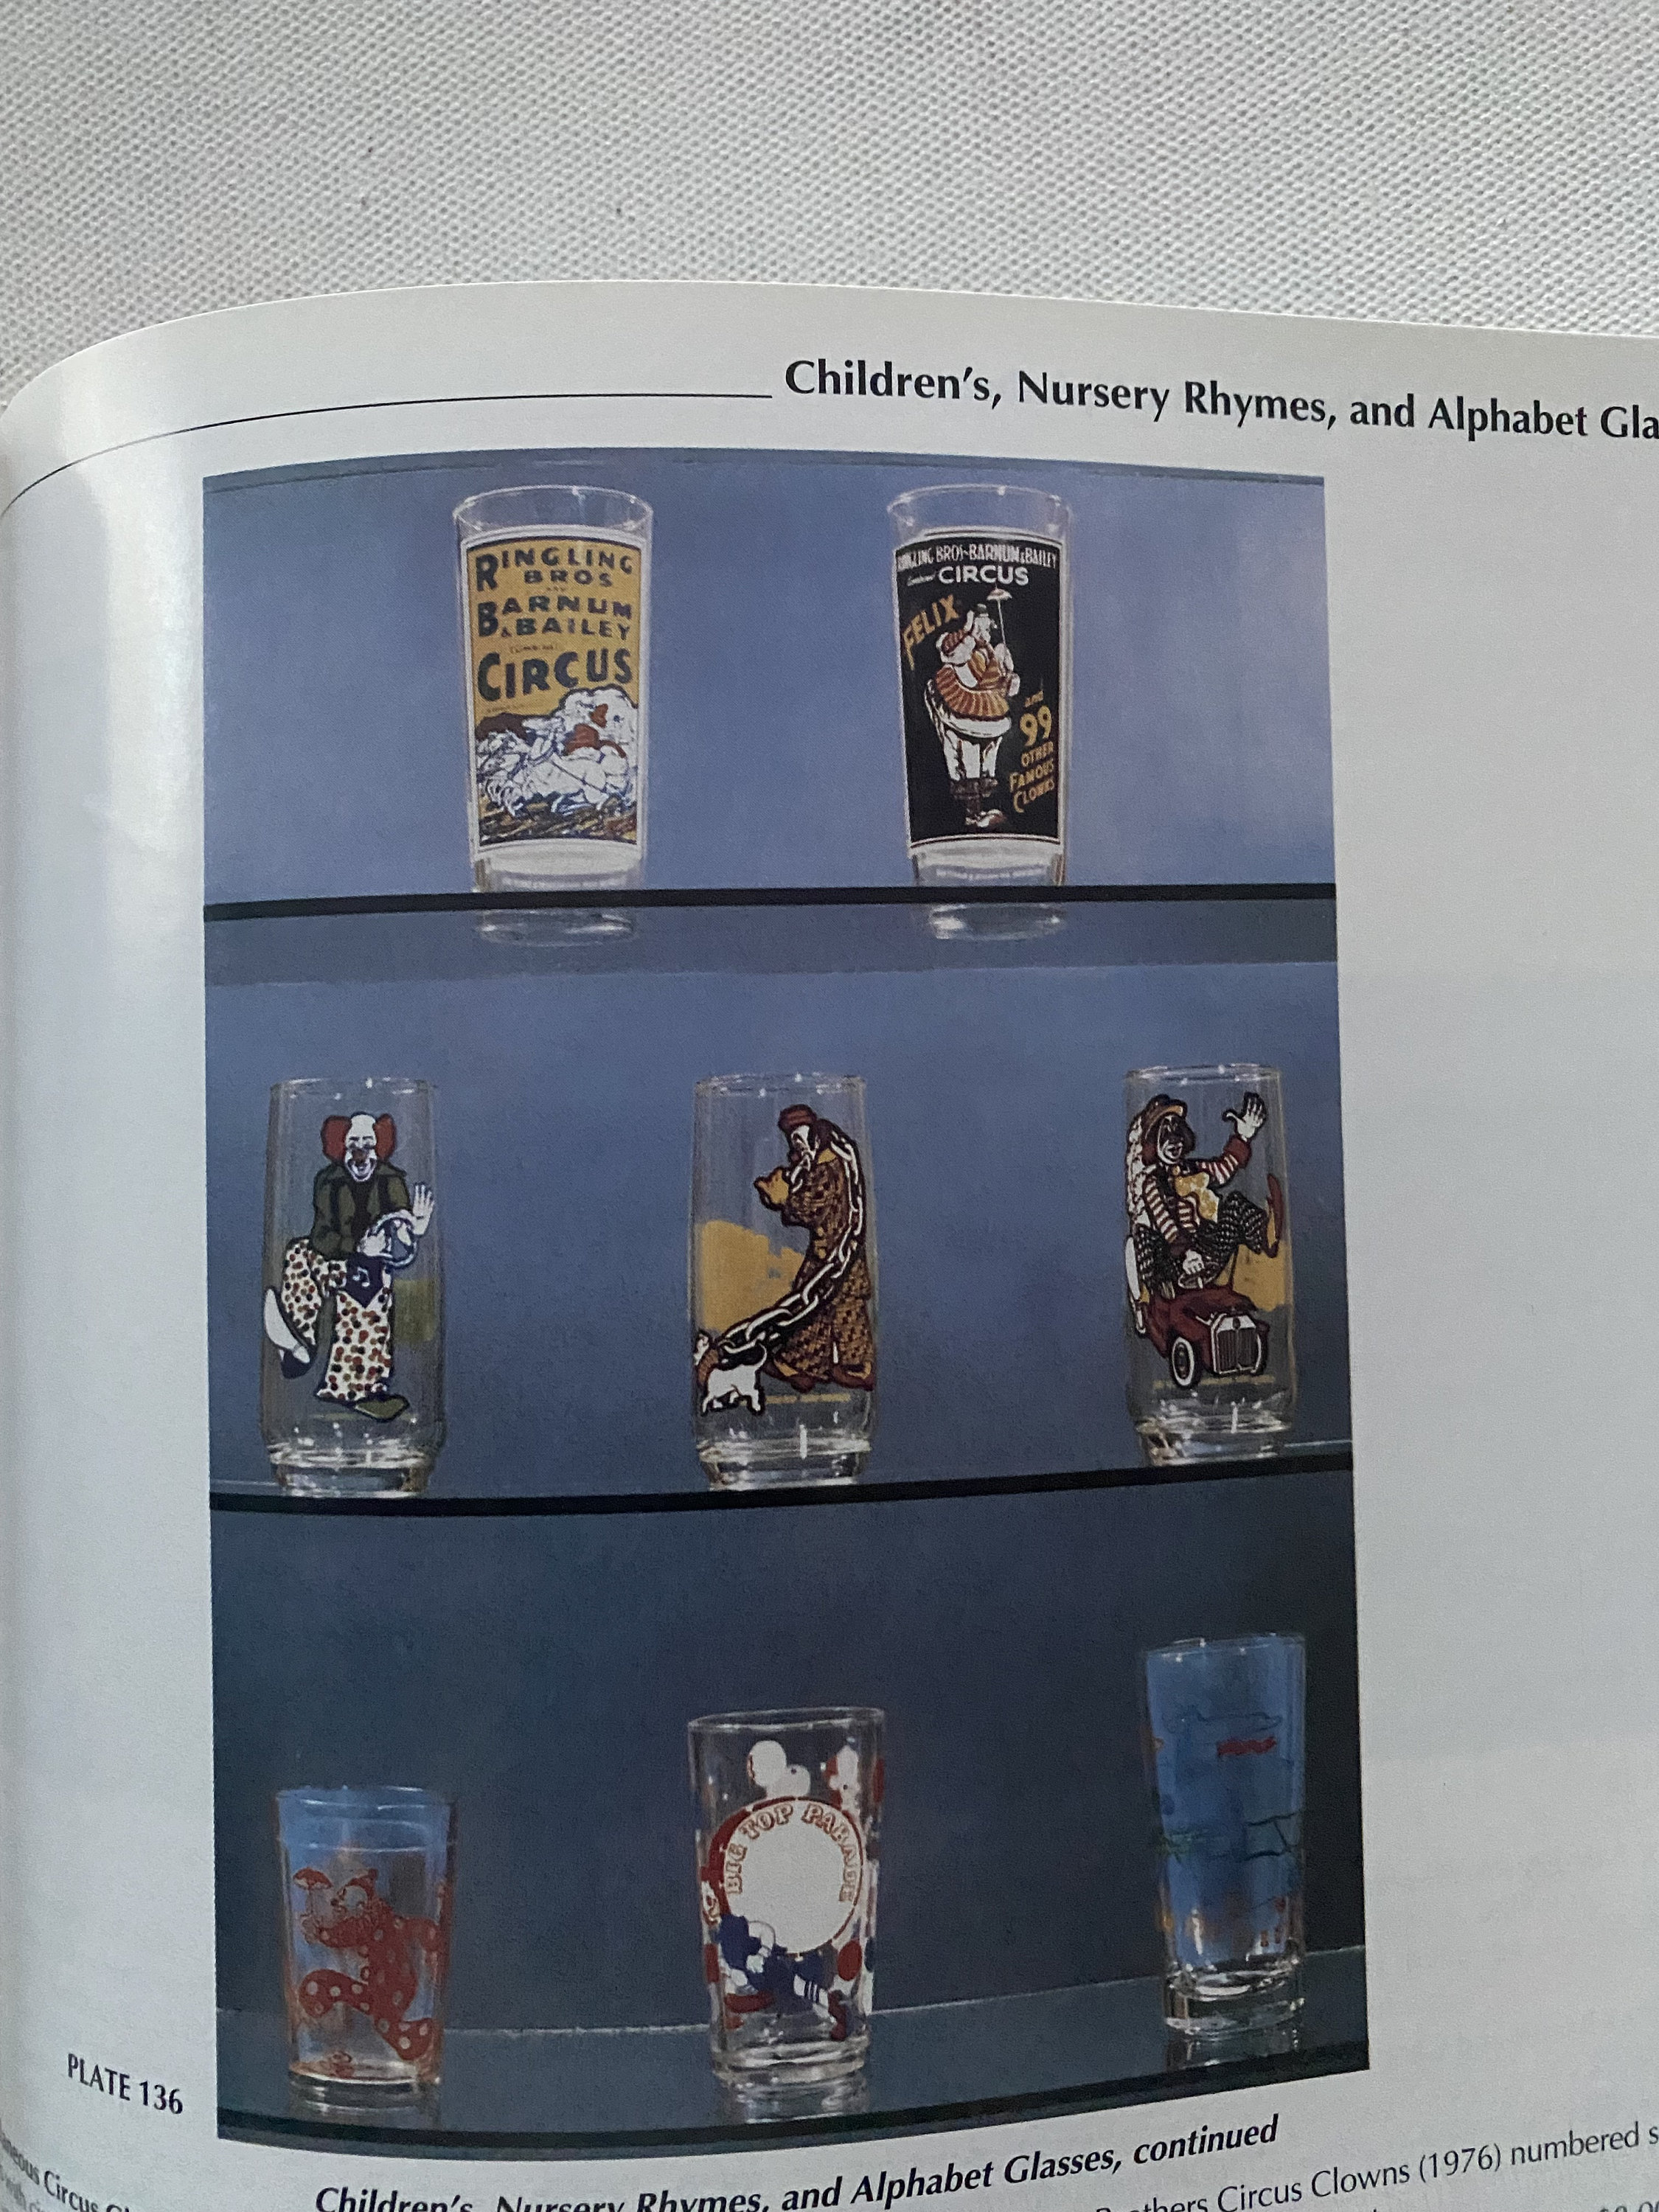 Children's, Nursery Rhymes, and Alphabet Gla
RINGLING
BROS
BARNUM
& BAILEY
CIRCUS
RINGLING BROS-BARNUM & BAILEY
CIRCUS
FELIX
and
99
OTHER
FAMOUS
CLOWNS
BIG TOP PARADE
PLATE 136
Children's, Nursery Rhymes, and Alphabet Glasses, continued
Circus
Circus Clowns (1976) numbered s